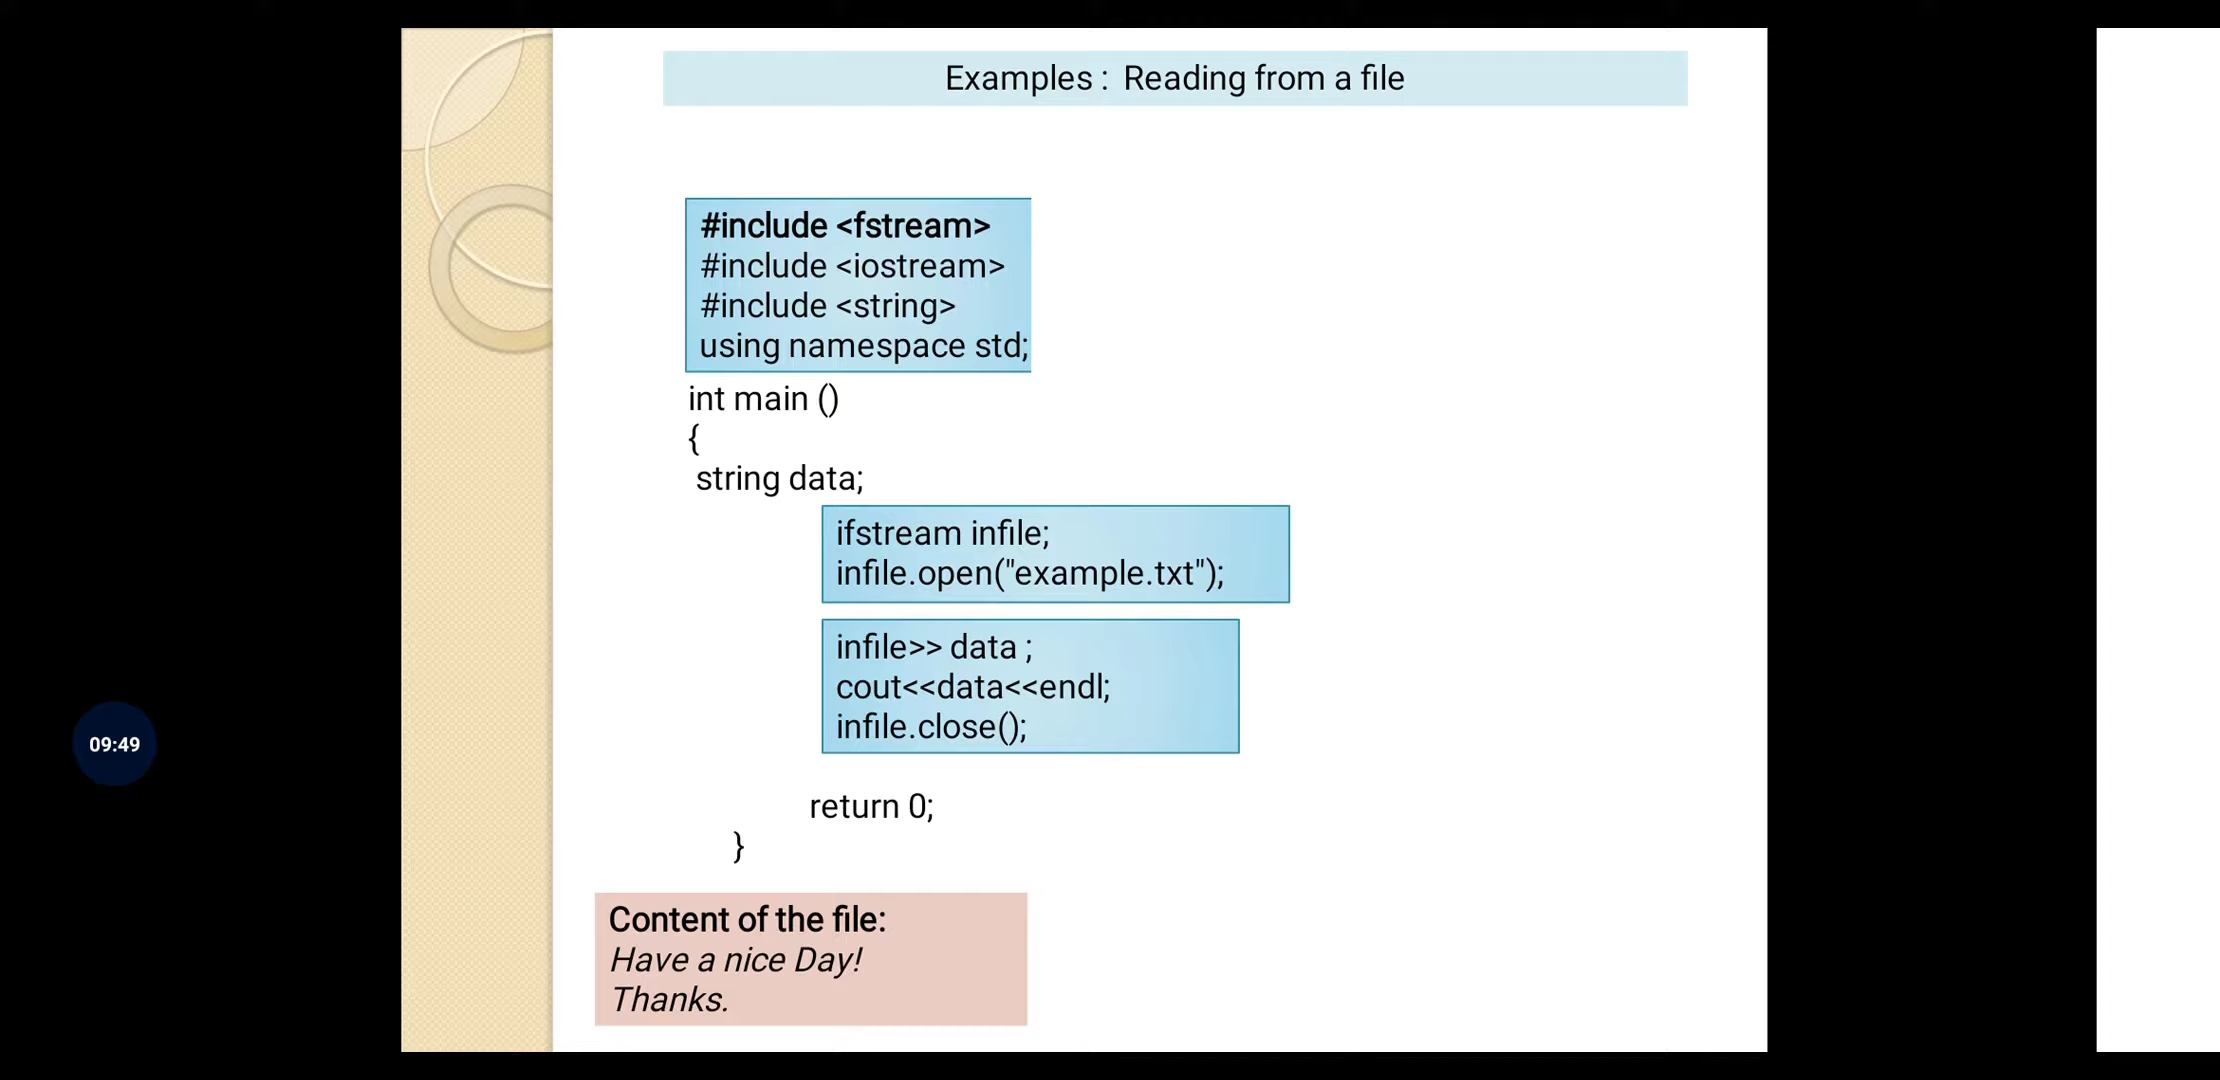 Examples : Reading from a file
#include <fstream>
#include <iostream>
#include <string>
using namespace std;
int main ()
{
string data;
ifstream infile;
infile.open("example.txt");
infile>> data ;
cout<<data<<endl;
infile.close();
09:49
return 0;
}
Content of the file:
Have a nice Day!
Thanks.